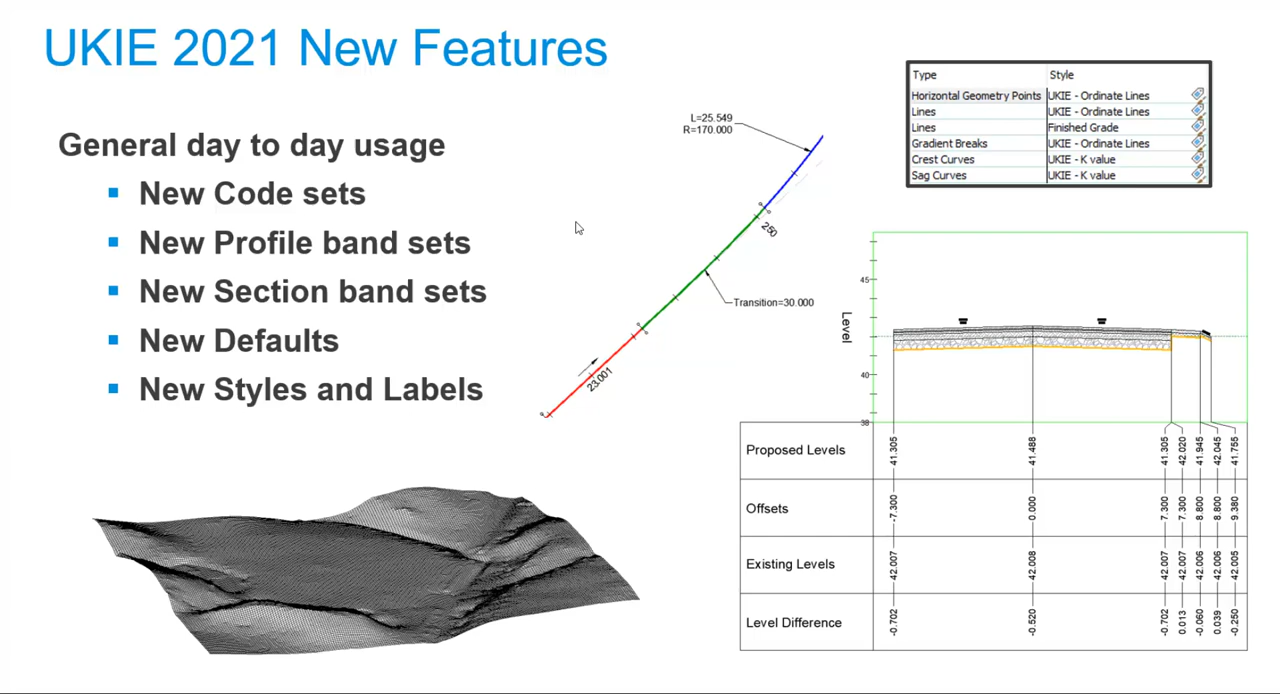 UKIE 2021 New Features
General day to day usage
New Code sets
New Profile band sets
New Section band sets
New Defaults
New Styles and Labels
L=25.549
R=170.000
250
Transition=30.000
23.001
Type Style
Horizontal Geometry Points UKIE - Ordinate Lines
Lines UKIE - Ordinate Lines
Lines Finished Grade
Gradient Breaks UKIE - Ordinate Lines
Crest Curves UKIE - K value
Sag Curves UKIE - K value
Level
45
40
38
Proposed Levels 41.305 41.488 41.305 42.020 41.945 42.045 41.755
Offsets -7.300 0.000 7.300 7.300 8.800 8.800 9.380
Existing Levels 42.007 42.008 42.007 42.007 42.006 42.006 42.005
Level Difference -0.702 -0.520 -0.702 0.013 -0.060 0.039 -0.250